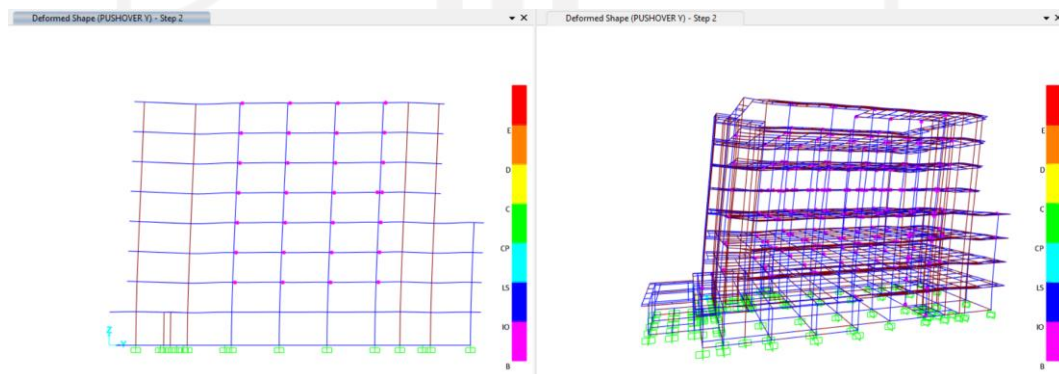 Deformed Shape (PUSHOVER Y) - Step 2
E
D
C
CP
LS
IO
B
Z
Y
Deformed Shape (PUSHOVER Y) - Step 2
E
D
C
CP
LS
IO
B